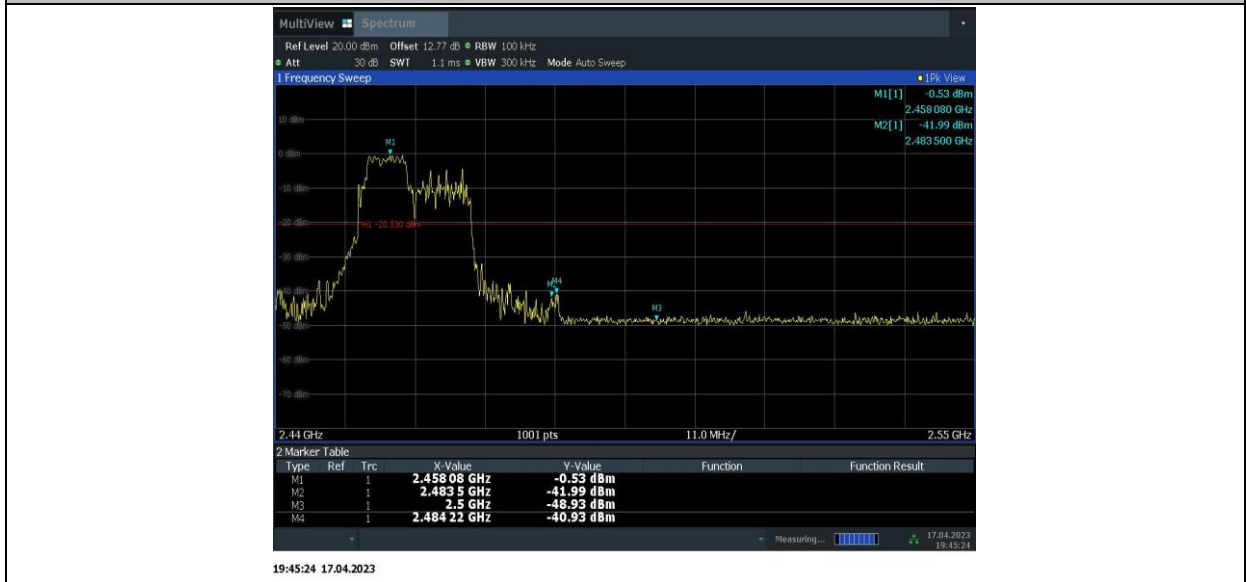 MultiView Spectrum
Ref Level 20.00 dBm Offset 12.77 dB RBW 100 kHz
Att 30 dB SWT 1.1 ms VBW 300 kHz Mode Auto Sweep
1 Frequency Sweep 1Pk View
M1[1] -0.53 dBm
2.458 080 GHz
10 dBm
M2[1] -41.99 dBm
2.483 500 GHz
M1
0 dBm
-10 dBm
-20 dBm
H1 -20.530 dBm
-30 dBm
M4
-40 dBm
M3
-50 dBm
-60 dBm
-70 dBm
2.44 GHz 1001 pts 11.0 MHz/ 2.55 GHz
2 Marker Table
Type Ref Trc X-Value Y-Value Function Function Result
M1 1 2.458 08 GHz -0.53 dBm
M2 1 2.483 5 GHz -41.99 dBm
M3 1 2.5 GHz -48.93 dBm
M4 1 2.484 22 GHz -40.93 dBm
Measuring... 17.04.2023
19:45:24
19:45:24 17.04.2023